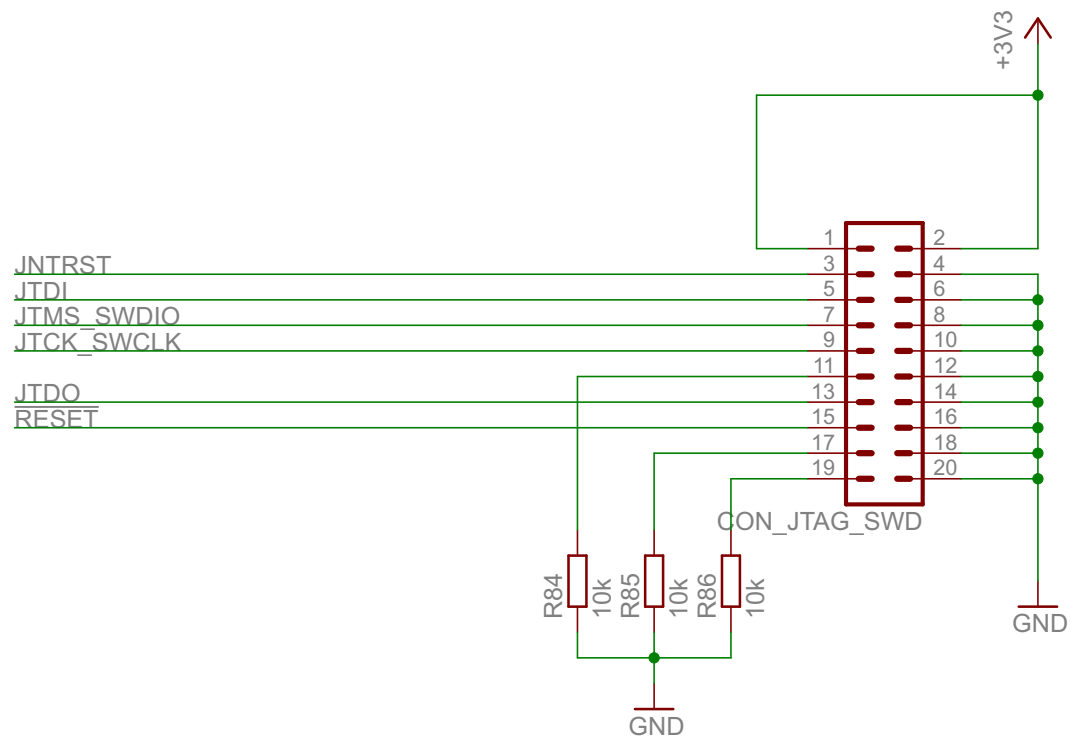 +3V3
1 2
JNTRST 3 4
JTDI 5 6
JTMS_SWDIO 7 8
JTCK_SWCLK 9 10
11 12
JTDO 13 14
RESET 15 16
17 18
19 20
CON_JTAG_SWD
R84 10k R85 10k R86 10k
GND
GND